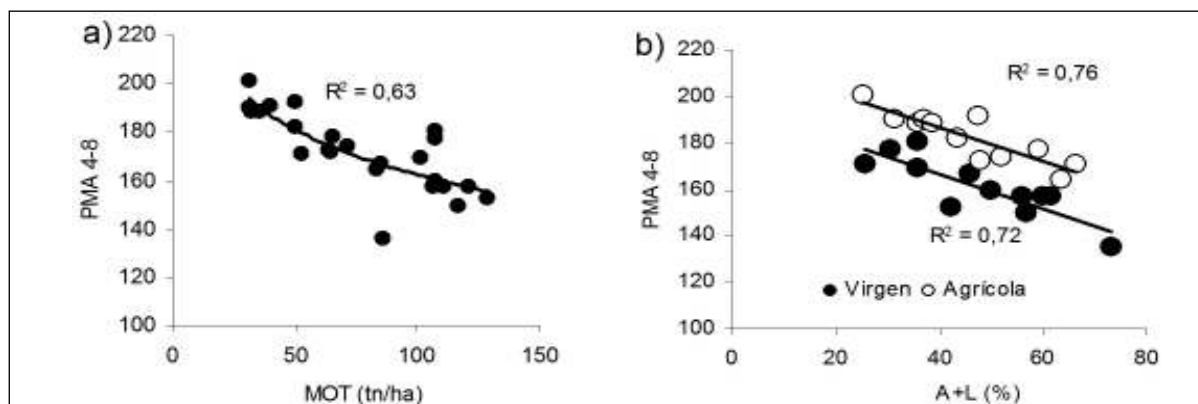 a)
220
200
180
160
140
120
100
PMA 4-8
R² = 0,63
0 50 100 150
MOT (tn/ha)
b)
220
200
180
160
140
120
100
PMA 4-8
R² = 0,76
R² = 0,72
● Virgen ○ Agrícola
0 20 40 60 80
A+L (%)